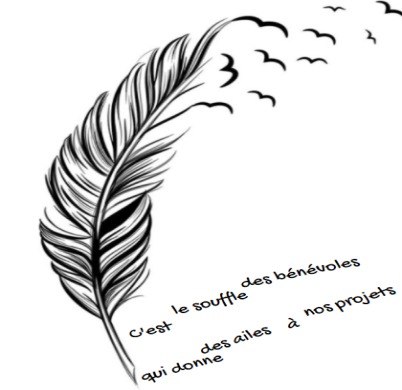 C'est le souffle des bénévoles
qui donne des ailes à nos projets